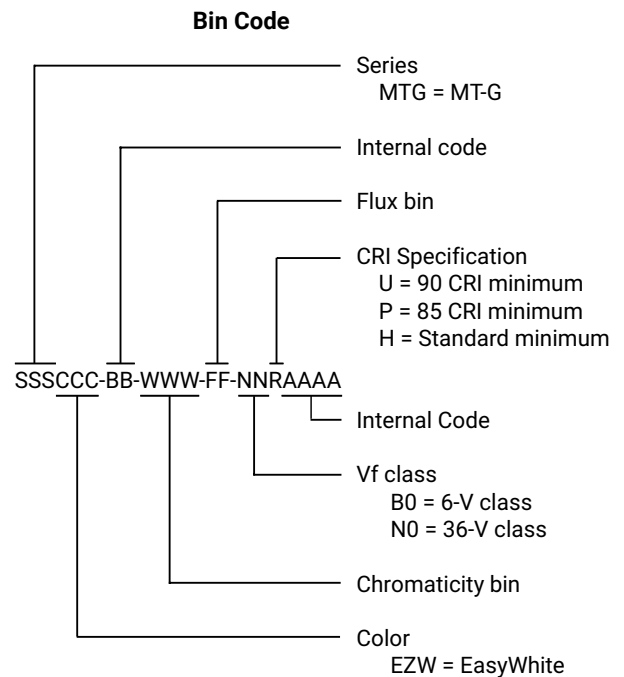 Bin Code
Series
MTG = MT-G
Internal code
Flux bin
CRI Specification
U = 90 CRI minimum
P = 85 CRI minimum
H = Standard minimum
SSSCCC-BB-WWW-FF-NNRAAAA
Internal Code
Vf class
B0 = 6-V class
N0 = 36-V class
Chromaticity bin
Color
EZW = EasyWhite